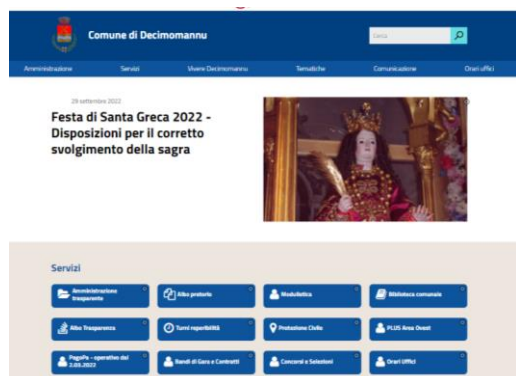 Comune di Decimomannu
Cerca
Amministrazione Servizi Vivere Decimomannu Tematiche Comunicazione Orari uffici
29 settembre 2022
Festa di Santa Greca 2022 -
Disposizioni per il corretto
svolgimento della sagra
Servizi
Amministrazione
trasparente
Albo pretorio
Modulistica
Biblioteca comunale
Albo Trasparenza
Turni reperibilità
Protezione Civile
PLUS Area Ovest
PagoPa - operativo dal
2.03.2022
Bandi di Gara e Contratti
Concorsi e Selezioni
Orari Uffici